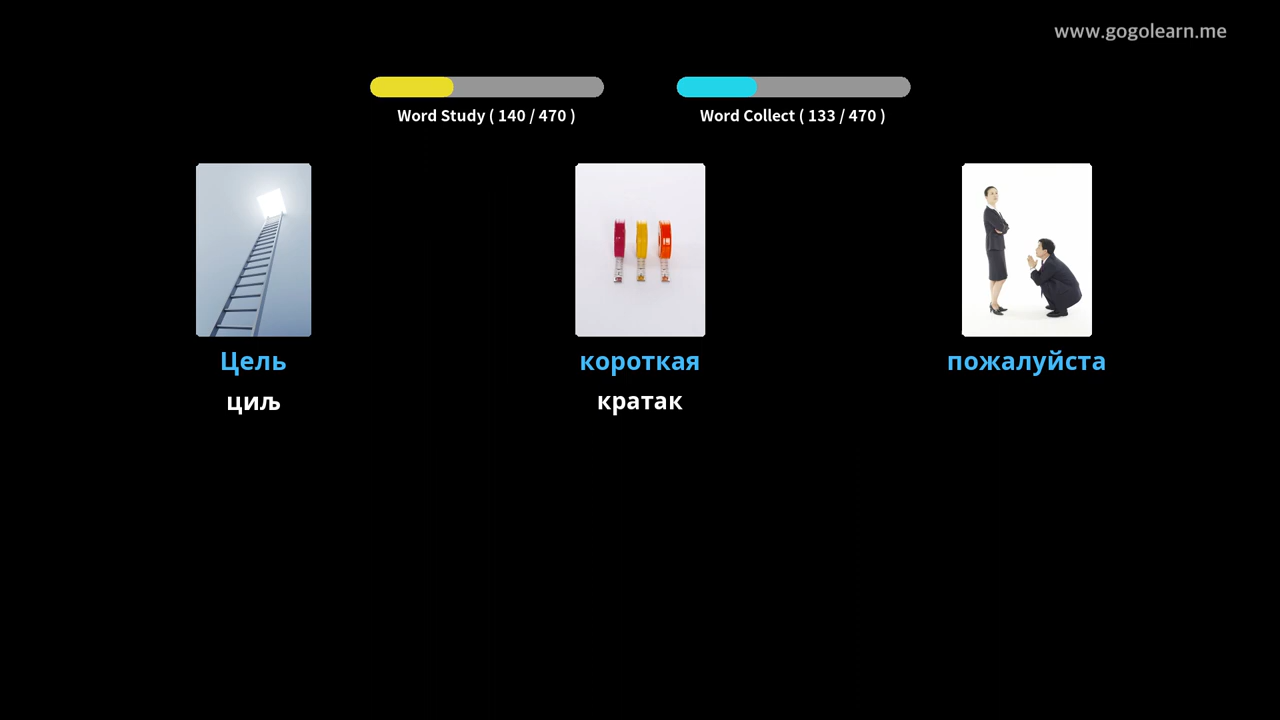 www.gogolearn.me
Word Study ( 140 / 470 )
Word Collect ( 133 / 470 )
Цель
циљ
короткая
кратак
пожалуйста